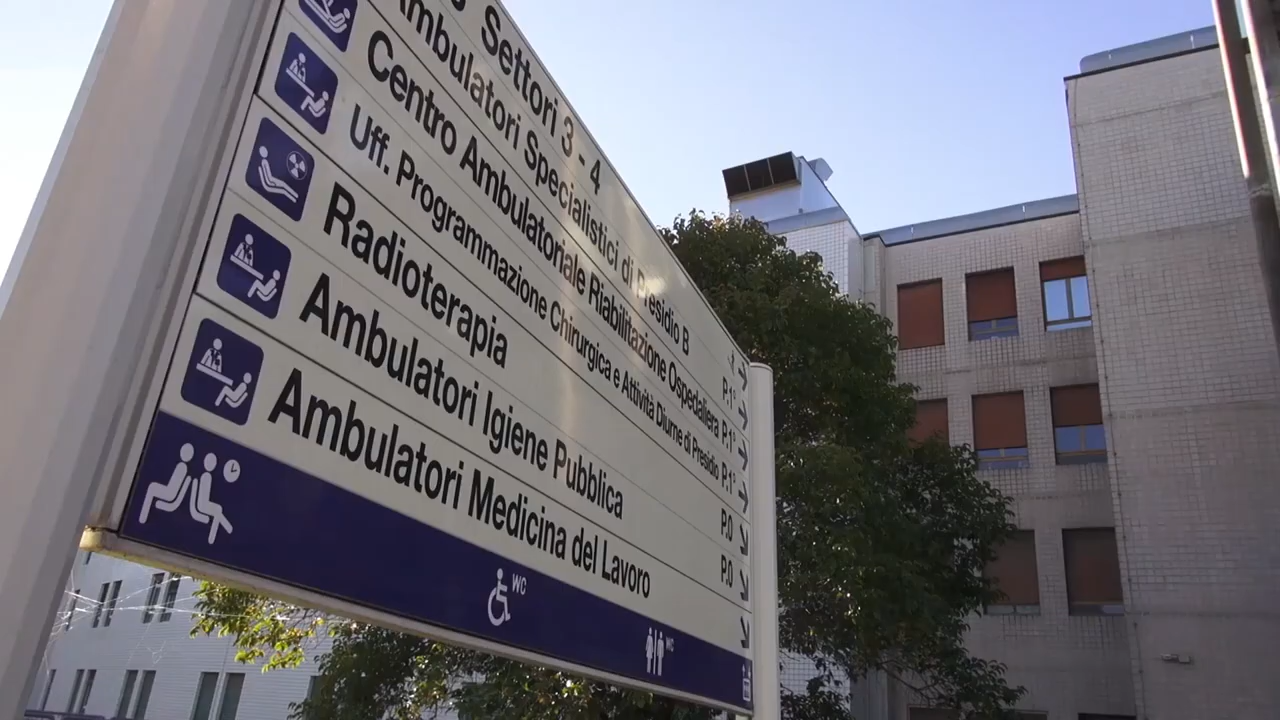 Settori 3 - 4
Ambulatori Specialistici di Presidio B P.1°
Centro Ambulatoriale Riabilitazione Ospedaliera P.1°
Uff. Programmazione Chirurgica e Attività Diurne di Presidio P.1°
Radioterapia
Ambulatori Igiene Pubblica P.0
Ambulatori Medicina del Lavoro P.0
WC
WC